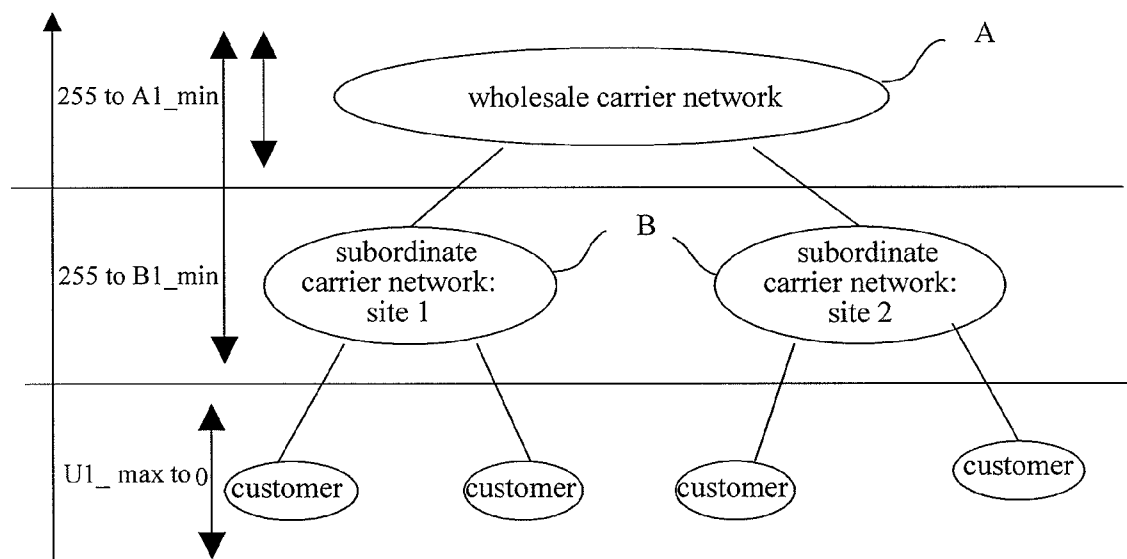 A
255 to A1_min
wholesale carrier network
B
255 to B1_min
subordinate
carrier network:
site 1
subordinate
carrier network:
site 2
U1_ max to 0
customer
customer
customer
customer